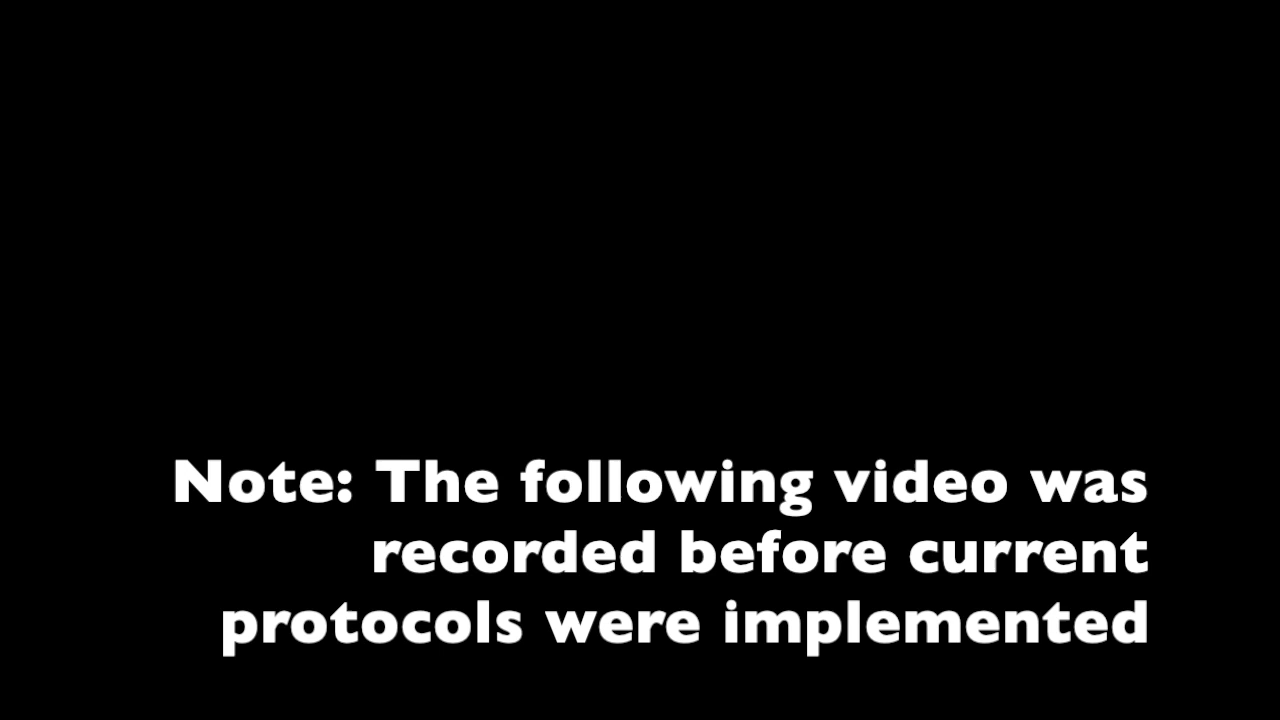 Note: The following video was
recorded before current
protocols were implemented